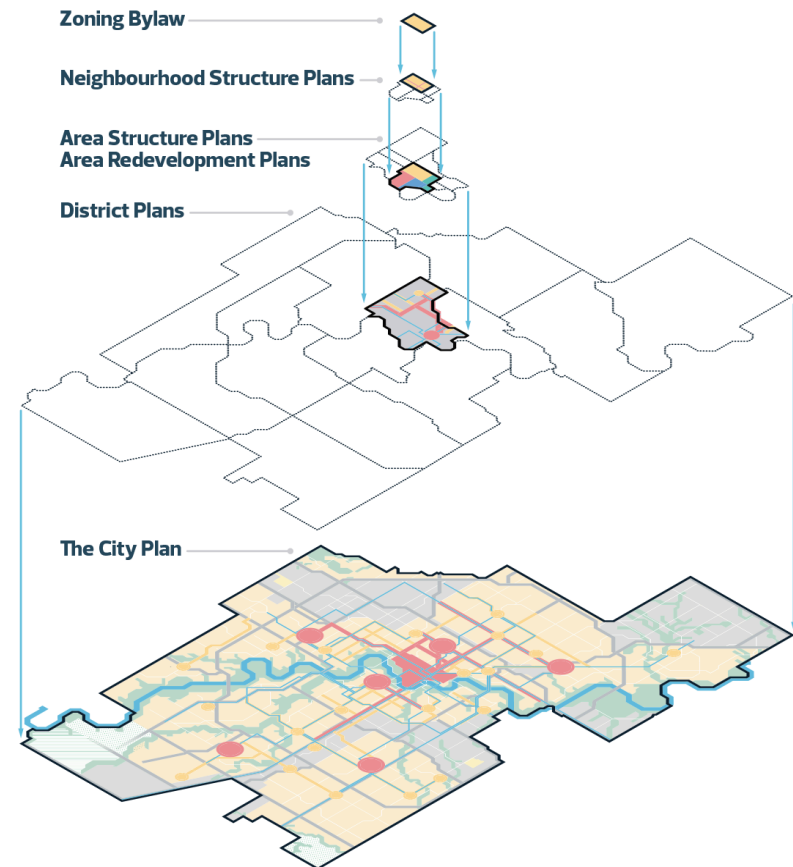 Zoning Bylaw
Neighbourhood Structure Plans
Area Structure Plans
Area Redevelopment Plans
District Plans
The City Plan